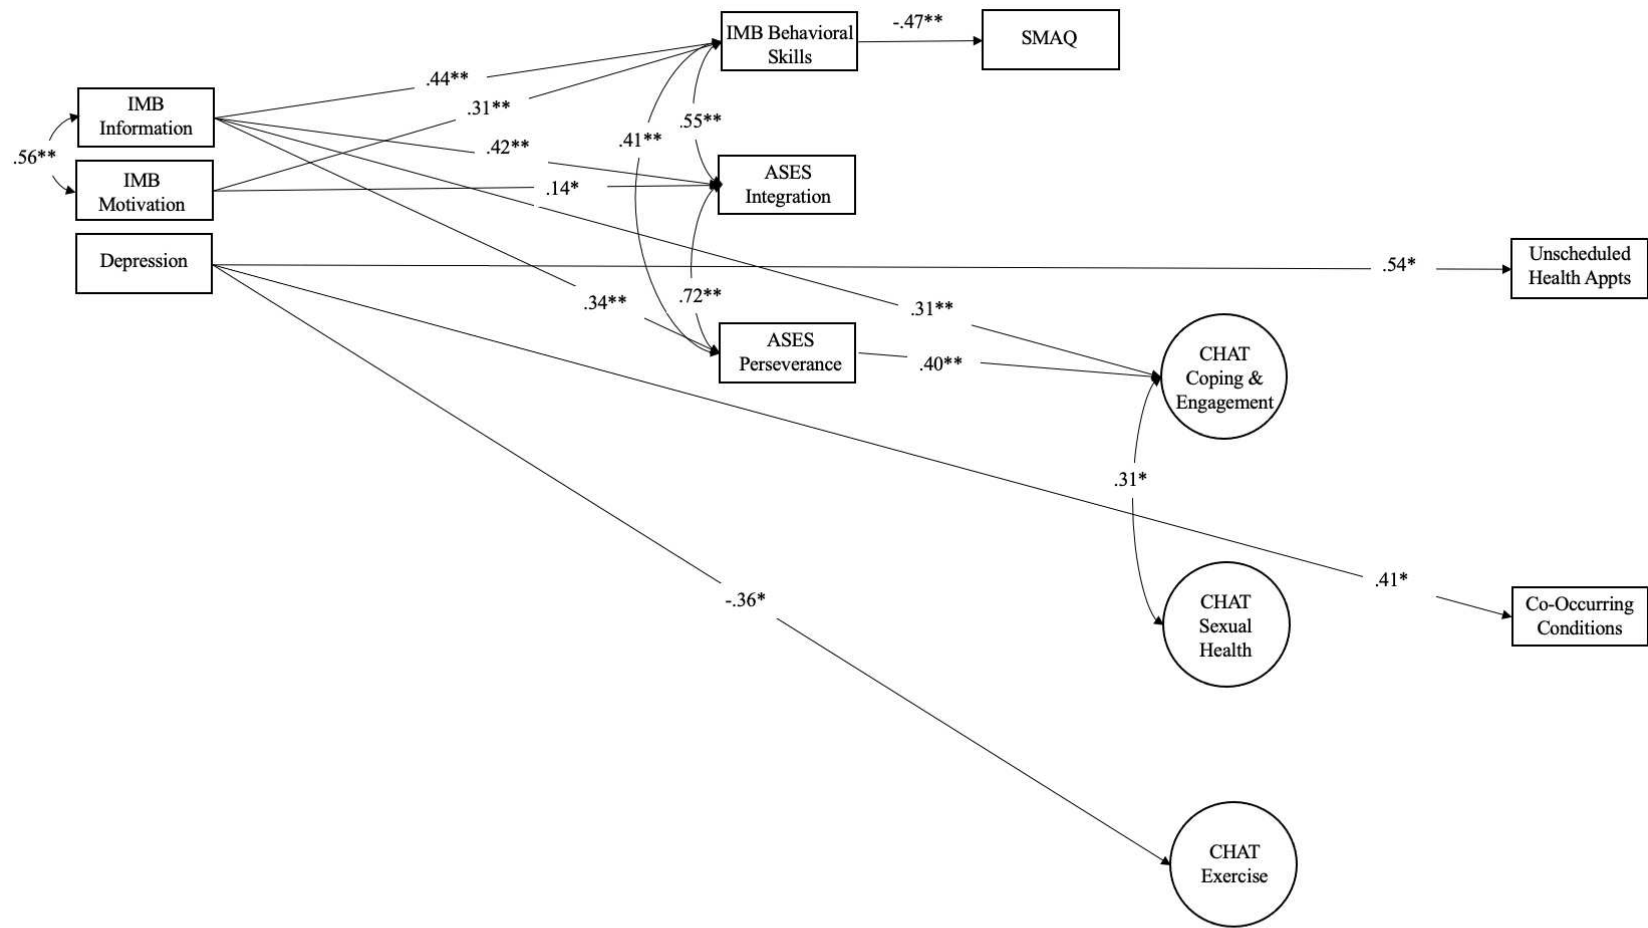 IMB Behavioral
Skills
-.47**
SMAQ
.44**
.31**
IMB
Information
.56**
.41**
.55**
.42**
IMB
Motivation
.14*
ASES
Integration
Depression
.54*
Unscheduled
Health Appts
.34**
.72**
.31**
ASES
Perseverance
.40**
CHAT
Coping &
Engagement
.31*
.41*
-.36*
CHAT
Sexual
Health
Co-Occurring
Conditions
CHAT
Exercise